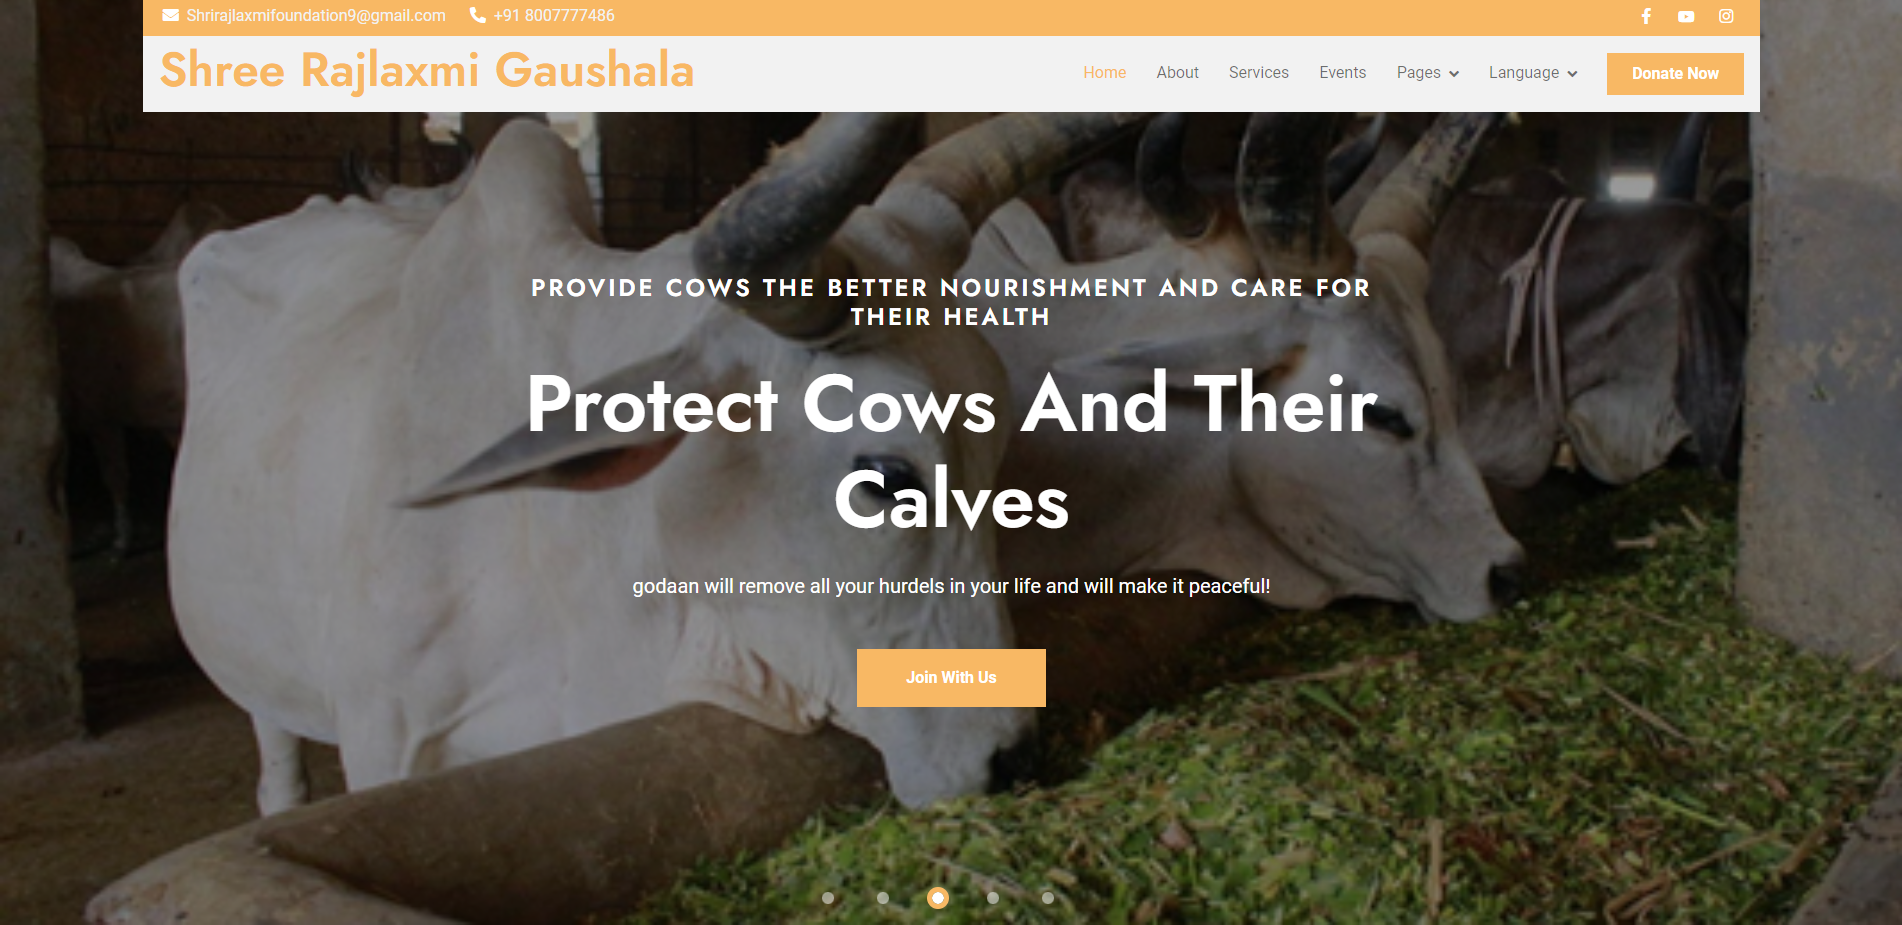 Shrirajlaxmifoundation9@gmail.com +91 8007777486
Shree Rajlaxmi Gaushala
Home About Services Events Pages Language Donate Now
PROVIDE COWS THE BETTER NOURISHMENT AND CARE FOR
THEIR HEALTH
Protect Cows And Their
Calves
godaan will remove all your hurdels in your life and will make it peaceful!
Join With Us